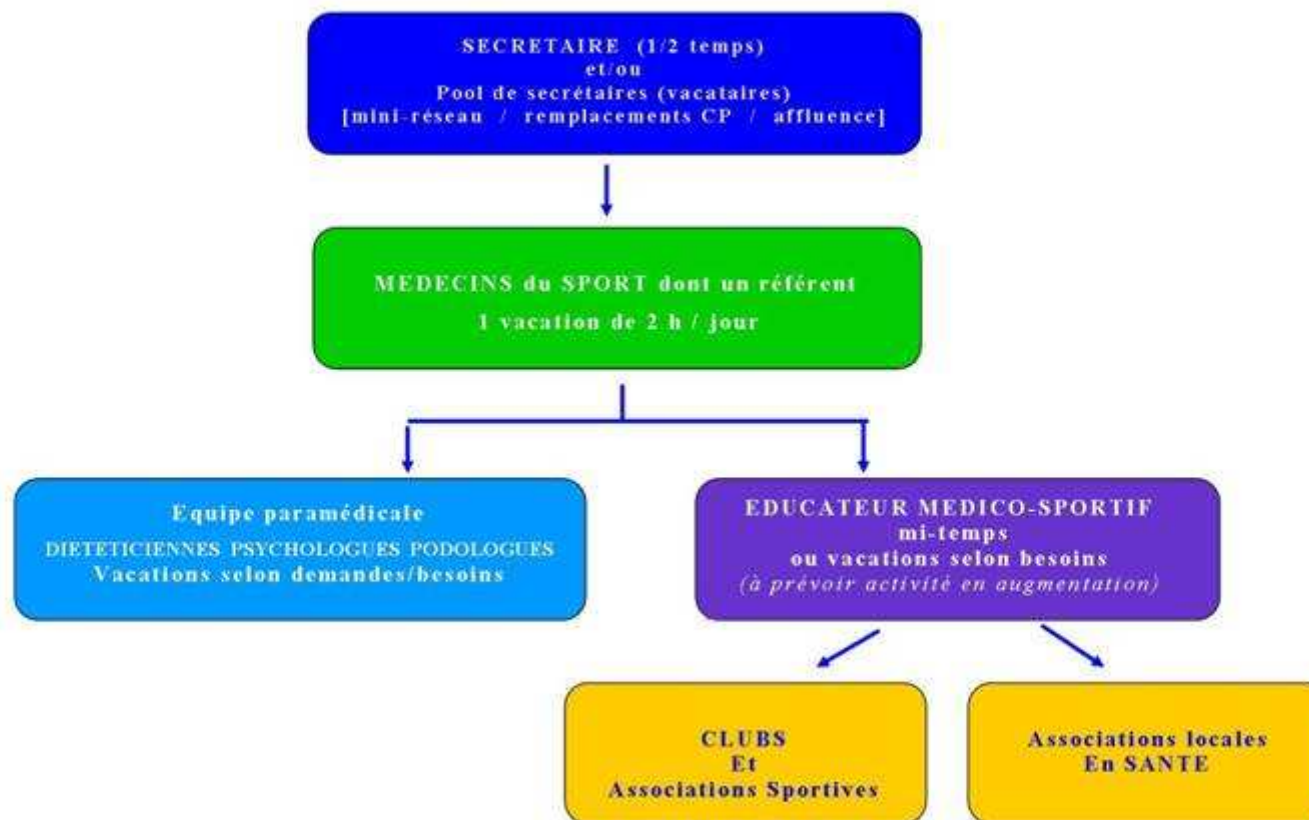 SECRETAIRE (1/2 temps)
et/ou
Pool de secrétaires (vacataires)
[mini-réseau / remplacements CP / affluence]
MEDECINS du SPORT dont un référent
1 vacation de 2 h / jour
Equipe paramédicale
DIETETICIENNES PSYCHOLOGUES PODOLOGUES
Vacations selon demandes/besoins
EDUCATEUR MEDICO-SPORTIF
mi-temps
ou vacations selon besoins
(à prévoir activité en augmentation)
CLUBS
Et
Associations Sportives
Associations locales
En SANTE